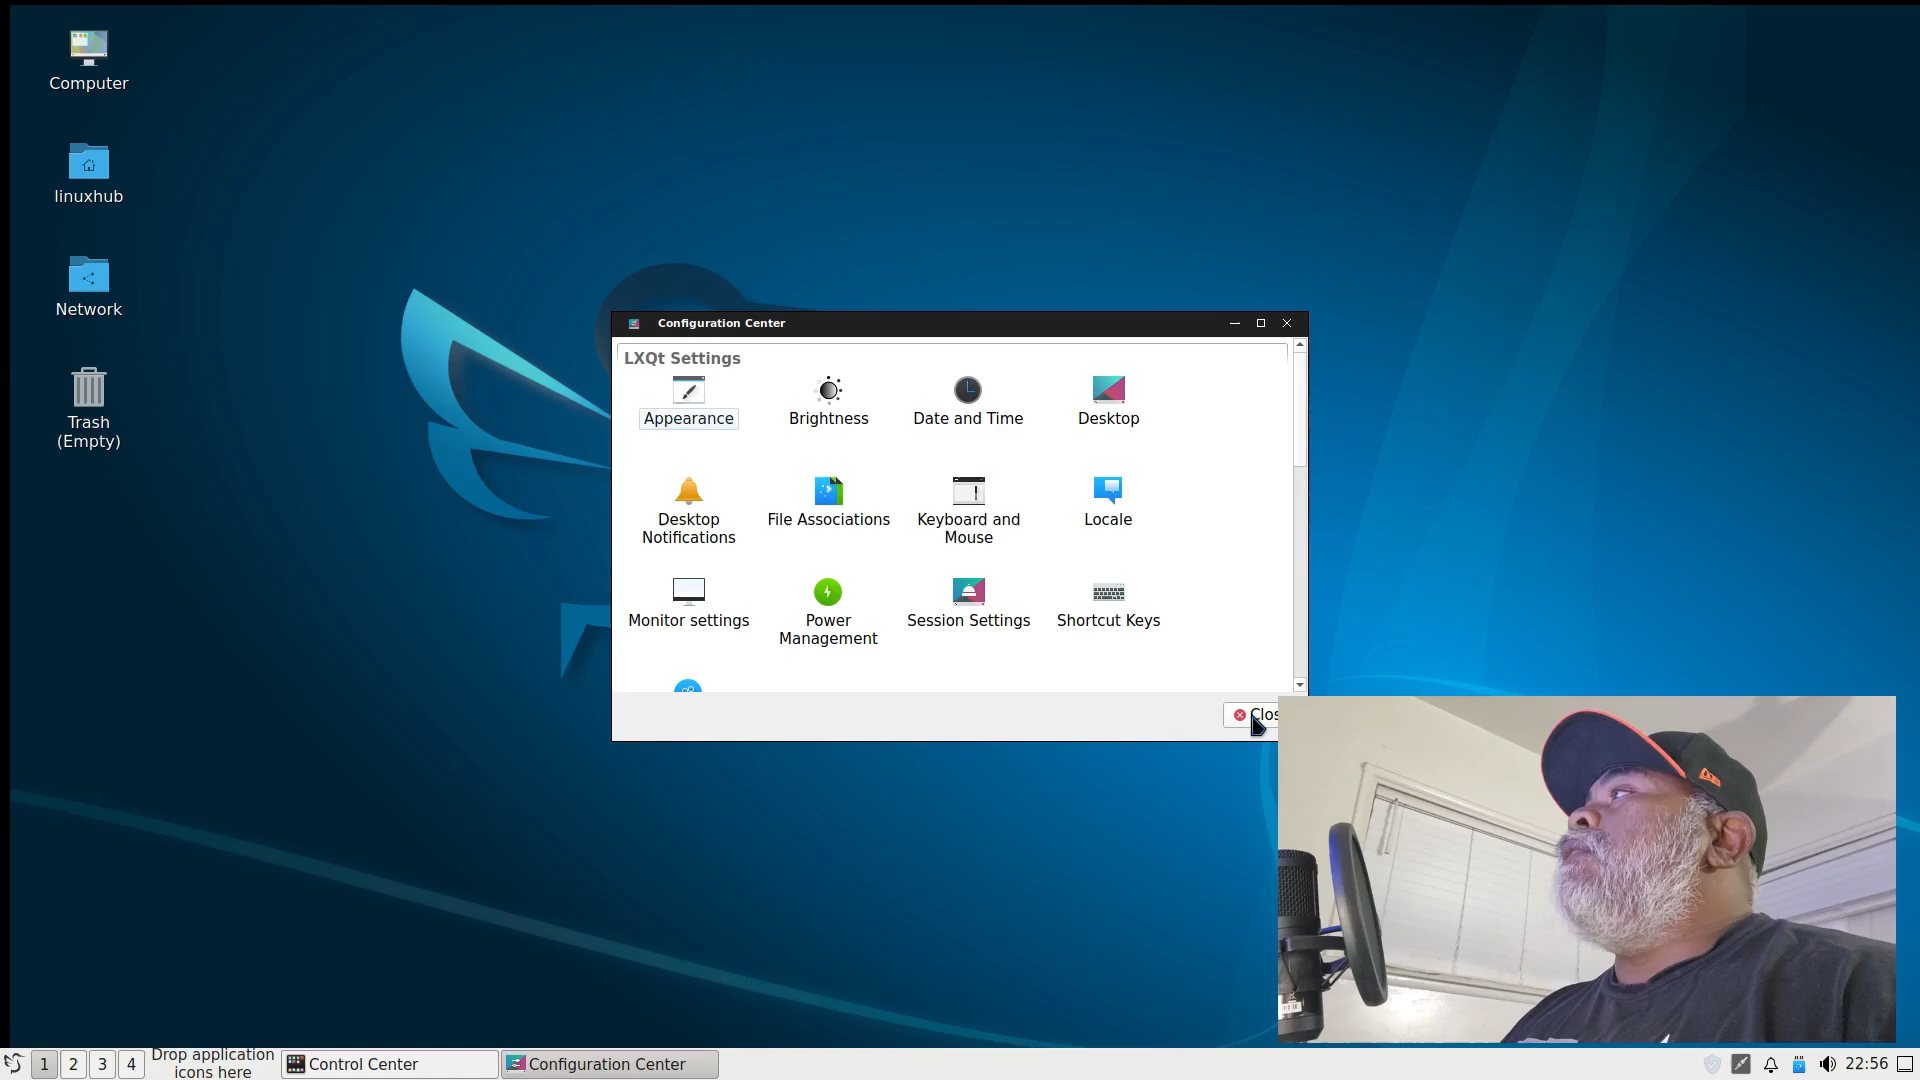 Computer
linuxhub
Network
Trash
(Empty)
Configuration Center
LXQt Settings
Appearance
Brightness
Date and Time
Desktop
Desktop
Notifications
File Associations
Keyboard and
Mouse
Locale
Monitor settings
Power
Management
Session Settings
Shortcut Keys
Clos
1
2
3
4
Drop application
icons here
Control Center
Configuration Center
22:56